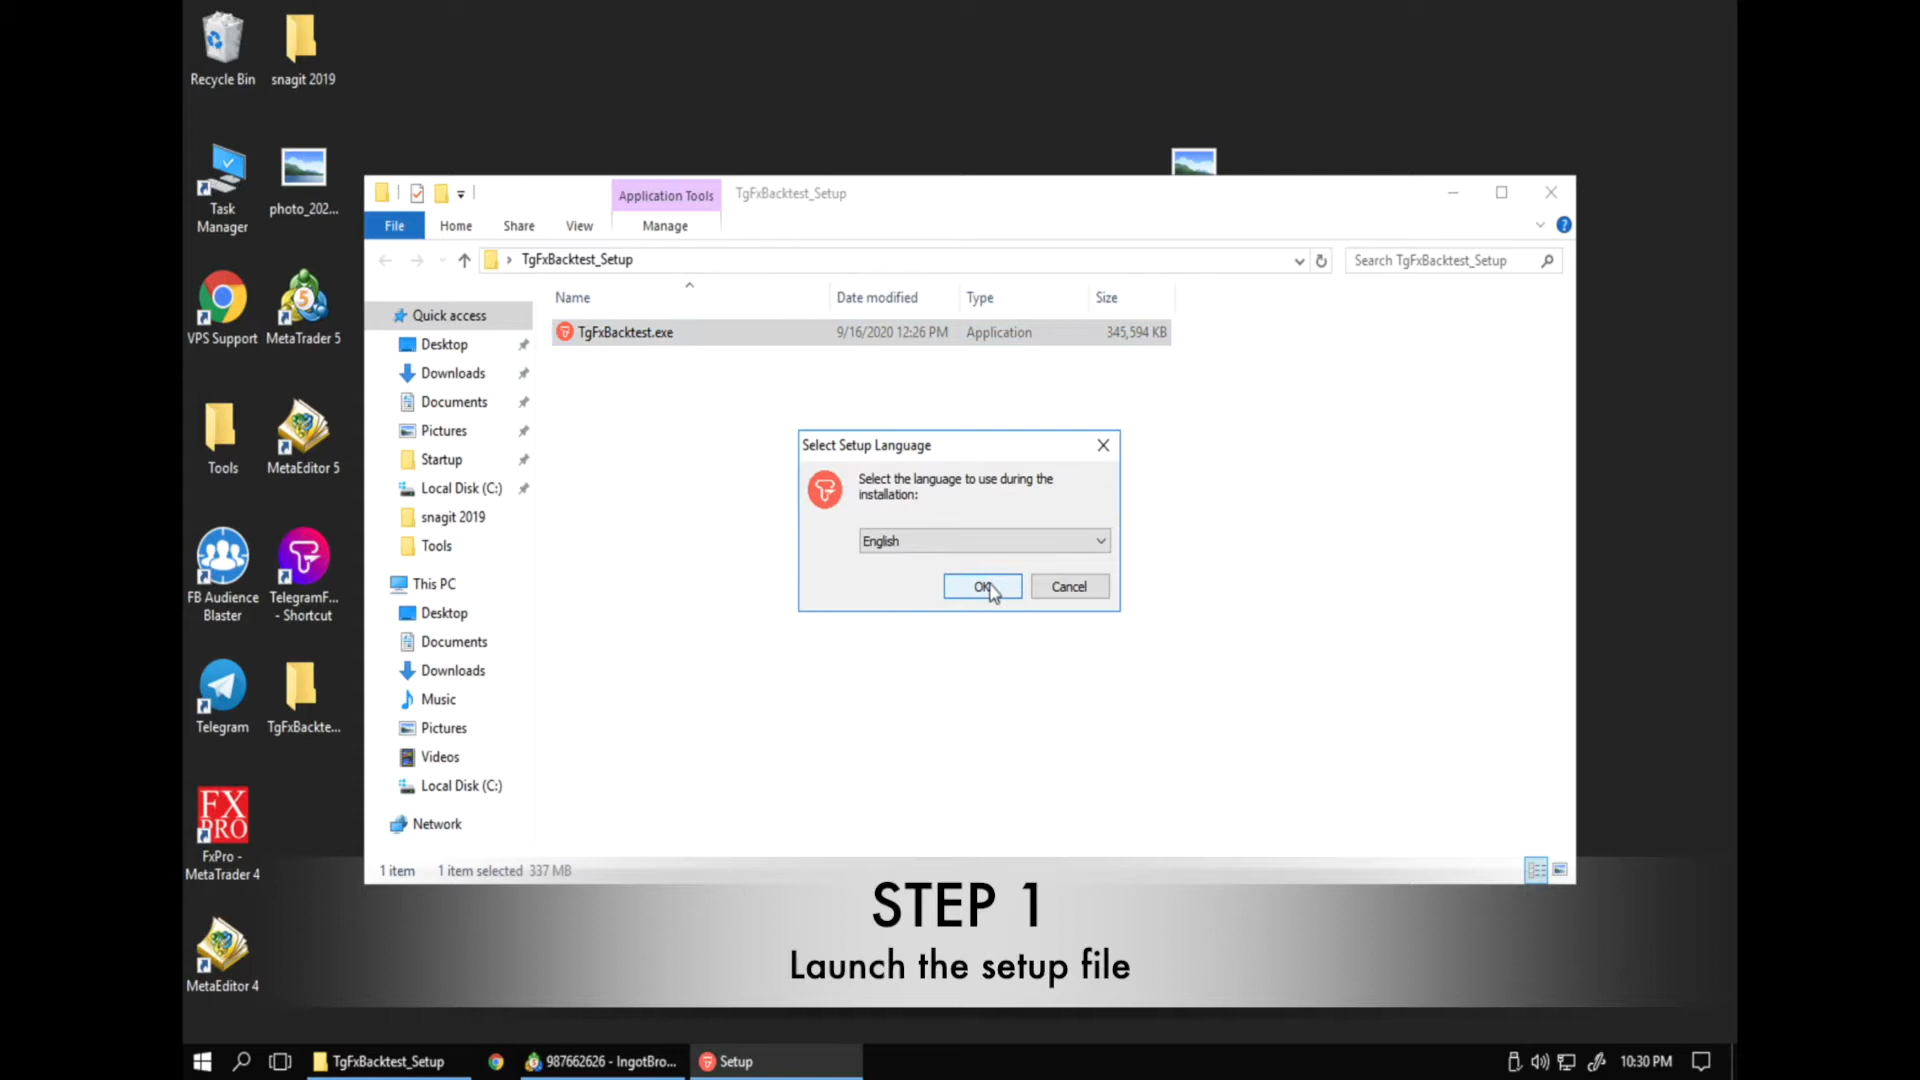 Recycle Bin
snagit 2019
Task
Manager
photo_202...
VPS Support
MetaTrader 5
Tools
MetaEditor 5
FB Audience
Blaster
TelegramF...
- Shortcut
Telegram
TgFxBackte...
FX
PRO
FxPro -
MetaTrader 4
MetaEditor 4
Application Tools
TgFxBacktest_Setup
File
Home
Share
View
Manage
TgFxBacktest_Setup
Search TgFxBacktest_Setup
Name
Date modified
Type
Size
TgFxBacktest.exe
9/16/2020 12:26 PM
Application
345,594 KB
Quick access
Desktop
Downloads
Documents
Pictures
Startup
Local Disk (C:)
snagit 2019
Tools
This PC
Desktop
Documents
Downloads
Music
Pictures
Videos
Local Disk (C:)
Network
Select Setup Language
Select the language to use during the
installation:
English
OK
Cancel
1 item
1 item selected 337 MB
STEP 1
Launch the setup file
TgFxBacktest_Setup
987662626 - IngotBro...
Setup
10:30 PM